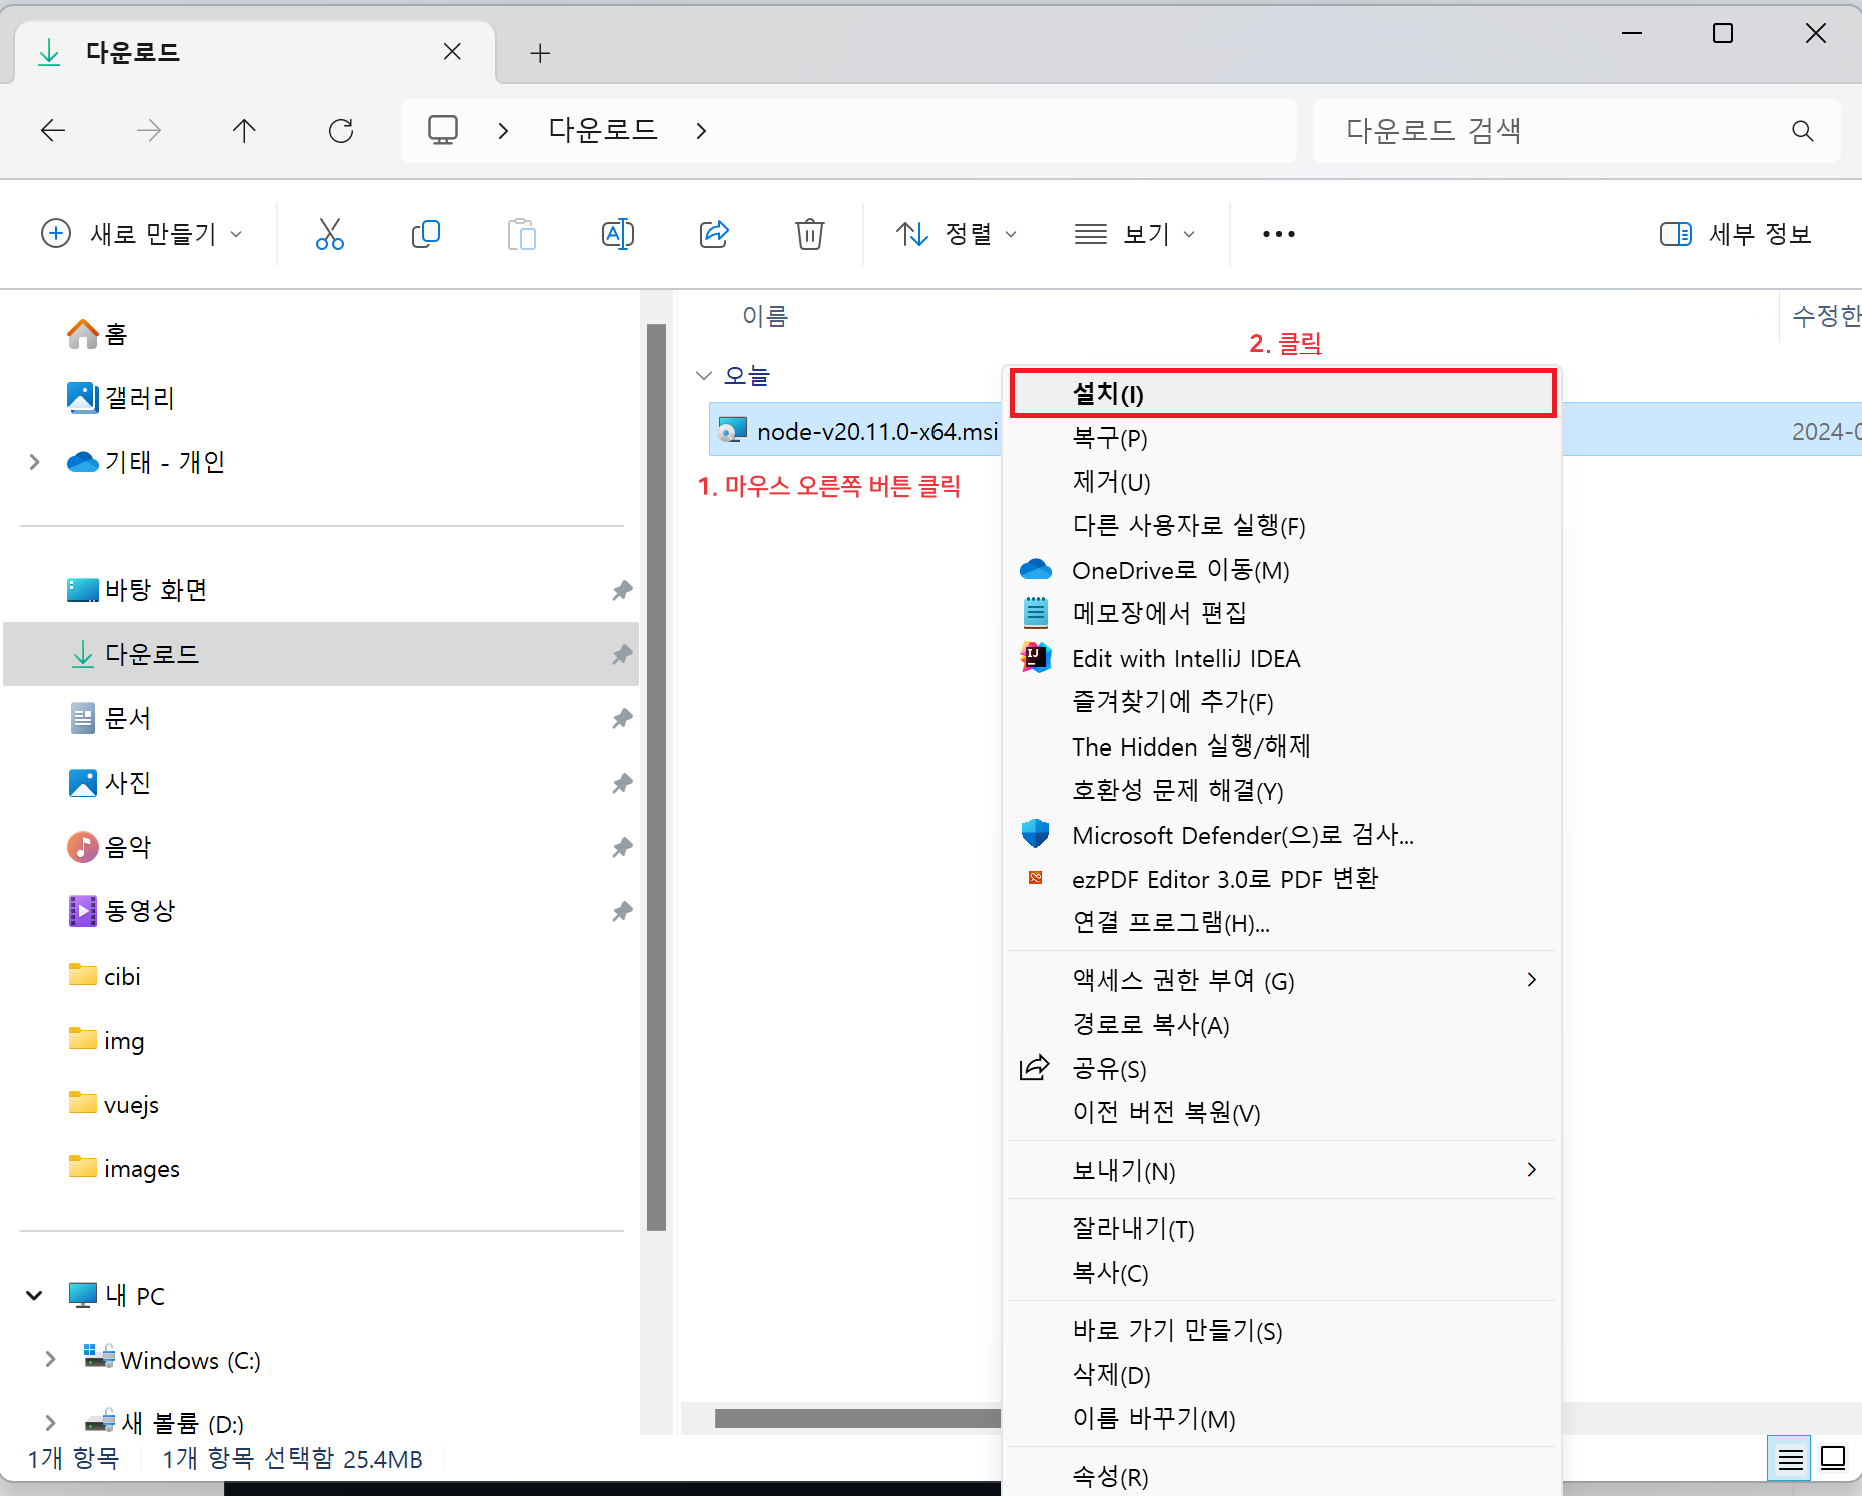 다운로드
다운로드
다운로드 검색
새로 만들기
정렬
보기
세부 정보
홈
갤러리
기태 - 개인
바탕 화면
다운로드
문서
사진
음악
동영상
cibi
img
vuejs
images
내 PC
Windows (C:)
새 볼륨 (D:)
이름
수정한
2. 클릭
오늘
node-v20.11.0-x64.msi
2024-0
1. 마우스 오른쪽 버튼 클릭
설치(I)
복구(P)
제거(U)
다른 사용자로 실행(F)
OneDrive로 이동(M)
메모장에서 편집
Edit with IntelliJ IDEA
즐겨찾기에 추가(F)
The Hidden 실행/해제
호환성 문제 해결(Y)
Microsoft Defender(으)로 검사...
ezPDF Editor 3.0로 PDF 변환
연결 프로그램(H)...
액세스 권한 부여 (G)
경로로 복사(A)
공유(S)
이전 버전 복원(V)
보내기(N)
잘라내기(T)
복사(C)
바로 가기 만들기(S)
삭제(D)
이름 바꾸기(M)
속성(R)
1개 항목
1개 항목 선택함 25.4MB